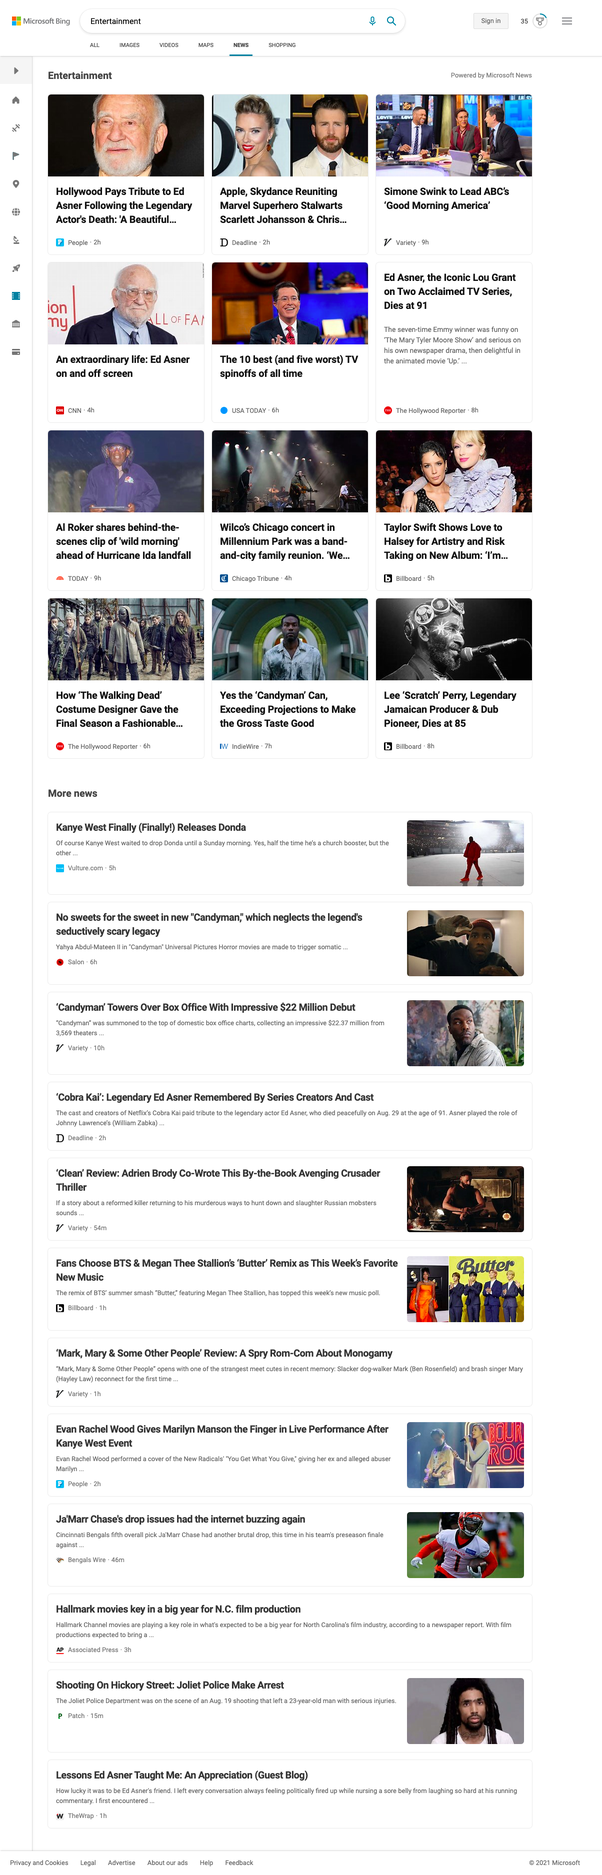 Microsoft Bing
Entertainment
Sign in
35
ALL
IMAGES
VIDEOS
MAPS
NEWS
SHOPPING
Entertainment
Powered by Microsoft News
Hollywood Pays Tribute to Ed
Asner Following the Legendary
Actor's Death: 'A Beautiful...
People · 2h
Apple, Skydance Reuniting
Marvel Superhero Stalwarts
Scarlett Johansson & Chris...
Deadline · 2h
Simone Swink to Lead ABC's
'Good Morning America'
Variety · 9h
An extraordinary life: Ed Asner
on and off screen
CNN · 4h
The 10 best (and five worst) TV
spinoffs of all time
USA TODAY · 6h
Ed Asner, the Iconic Lou Grant
on Two Acclaimed TV Series,
Dies at 91
The seven-time Emmy winner was funny on
'The Mary Tyler Moore Show' and serious on
his own newspaper drama, then delightful in
the animated movie 'Up.' ...
The Hollywood Reporter · 8h
Al Roker shares behind-the-
scenes clip of 'wild morning'
ahead of Hurricane Ida landfall
TODAY · 9h
Wilco's Chicago concert in
Millennium Park was a band-
and-city family reunion. 'We...
Chicago Tribune · 4h
Taylor Swift Shows Love to
Halsey for Artistry and Risk
Taking on New Album: 'I'm...
Billboard · 5h
How 'The Walking Dead'
Costume Designer Gave the
Final Season a Fashionable...
The Hollywood Reporter · 6h
Yes the 'Candyman' Can,
Exceeding Projections to Make
the Gross Taste Good
IndieWire · 7h
Lee 'Scratch' Perry, Legendary
Jamaican Producer & Dub
Pioneer, Dies at 85
Billboard · 8h
More news
Kanye West Finally (Finally!) Releases Donda
Of course Kanye West waited to drop Donda until a Sunday morning. Yes, half the time he's a church booster, but the
other ...
Vulture.com · 5h
No sweets for the sweet in new "Candyman," which neglects the legend's
seductively scary legacy
Yahya Abdul-Mateen II in "Candyman" Universal Pictures Horror movies are made to trigger somatic ...
Salon · 6h
'Candyman' Towers Over Box Office With Impressive $22 Million Debut
"Candyman" was summoned to the top of domestic box office charts, collecting an impressive $22.37 million from
3,569 theaters ...
Variety · 10h
'Cobra Kai': Legendary Ed Asner Remembered By Series Creators And Cast
The cast and creators of Netflix's Cobra Kai paid tribute to the legendary actor Ed Asner, who died peacefully on Aug. 29 at the age of 91. Asner played the role of
Johnny Lawrence's (William Zabka) ...
Deadline · 2h
'Clean' Review: Adrien Brody Co-Wrote This By-the-Book Avenging Crusader
Thriller
If a story about a reformed killer returning to his murderous ways to hunt down and slaughter Russian mobsters
sounds ...
Variety · 54m
Fans Choose BTS & Megan Thee Stallion's 'Butter' Remix as This Week's Favorite
New Music
The remix of BTS' summer smash "Butter," featuring Megan Thee Stallion, has topped this week's new music poll.
Billboard · 1h
Butter
'Mark, Mary & Some Other People' Review: A Spry Rom-Com About Monogamy
"Mark, Mary & Some Other People" opens with one of the strangest meet cutes in recent memory: Slacker dog-walker Mark (Ben Rosenfield) and brash singer Mary
(Hayley Law) reconnect for the first time ...
Variety · 1h
Evan Rachel Wood Gives Marilyn Manson the Finger in Live Performance After
Kanye West Event
Evan Rachel Wood performed a cover of the New Radicals' "You Get What You Give," giving her ex and alleged abuser
Marilyn ...
People · 2h
Ja'Marr Chase's drop issues had the internet buzzing again
Cincinnati Bengals fifth overall pick Ja'Marr Chase had another brutal drop, this time in his team's preseason finale
against ...
Bengals Wire · 46m
Hallmark movies key in a big year for N.C. film production
Hallmark Channel movies are playing a key role in what's expected to be a big year for North Carolina's film industry, according to a newspaper report. With film
productions expected to bring a ...
Associated Press · 3h
Shooting On Hickory Street: Joliet Police Make Arrest
The Joliet Police Department was on the scene of an Aug. 19 shooting that left a 23-year-old man with serious injuries.
Patch · 15m
Lessons Ed Asner Taught Me: An Appreciation (Guest Blog)
How lucky it was to be Ed Asner's friend. I left every conversation always feeling politically fired up while nursing a sore belly from laughing so hard at his running
commentary. I first encountered ...
TheWrap · 1h
Privacy and Cookies
Legal
Advertise
About our ads
Help
Feedback
© 2021 Microsoft